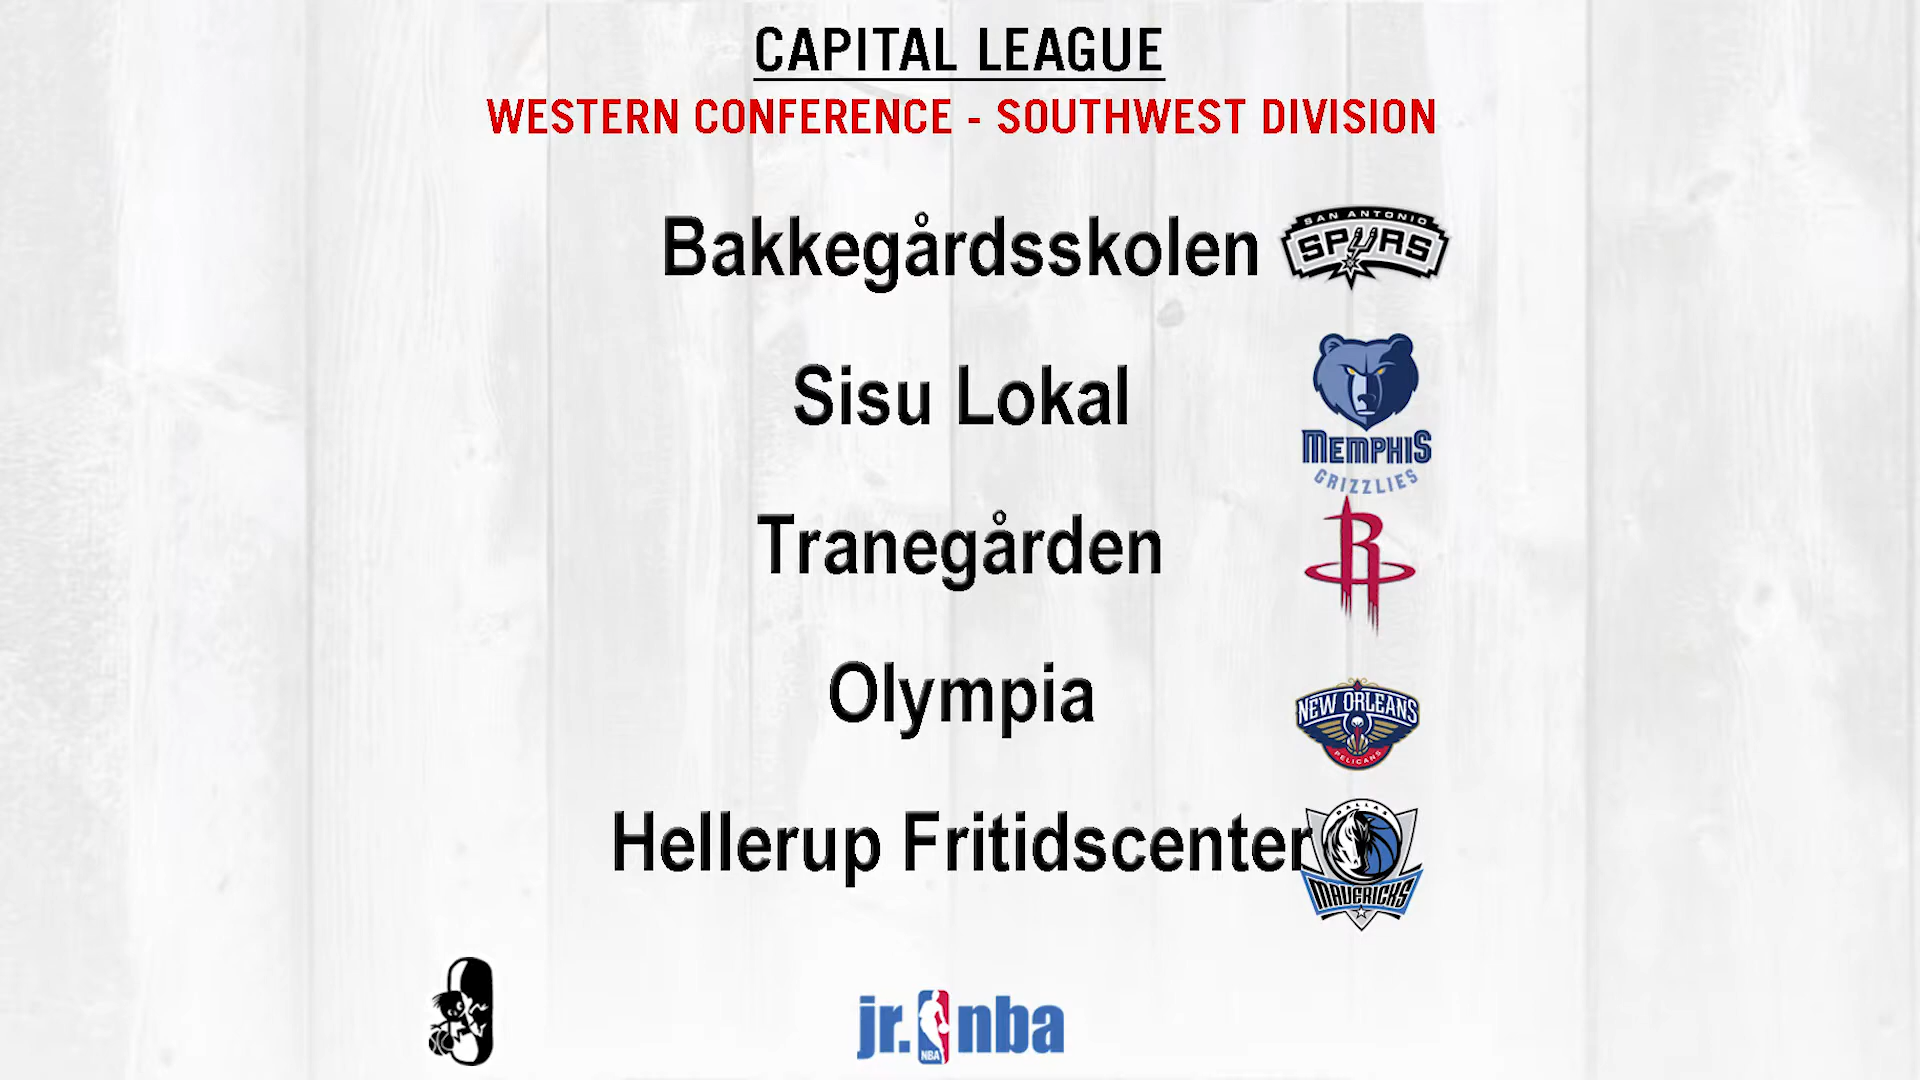 CAPITAL LEAGUE
WESTERN CONFERENCE - SOUTHWEST DIVISION
Bakkegårdsskolen
SAN ANTONIO
SPURS
Sisu Lokal
MEMPHIS
GRIZZLIES
Tranegården
R
Olympia
NEW ORLEANS
PELICANS
Hellerup Fritidscenter
DALLAS
MAVERICKS
jr. nba
NBA